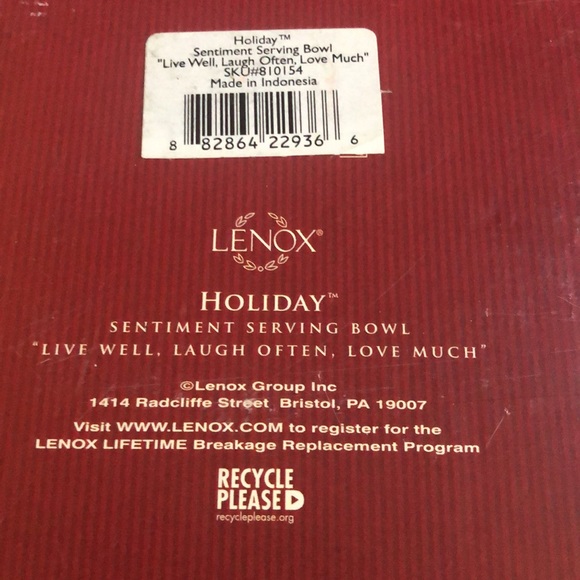 Holiday™
Sentiment Serving Bowl
"Live Well, Laugh Often, Love Much"
SKU#810154
Made in Indonesia
8 82864 22936 6
LENOX®
HOLIDAY™
SENTIMENT SERVING BOWL
"LIVE WELL, LAUGH OFTEN, LOVE MUCH"
©Lenox Group Inc
1414 Radcliffe Street Bristol, PA 19007
Visit WWW.LENOX.COM to register for the
LENOX LIFETIME Breakage Replacement Program
RECYCLE
PLEASE
recycleplease.org